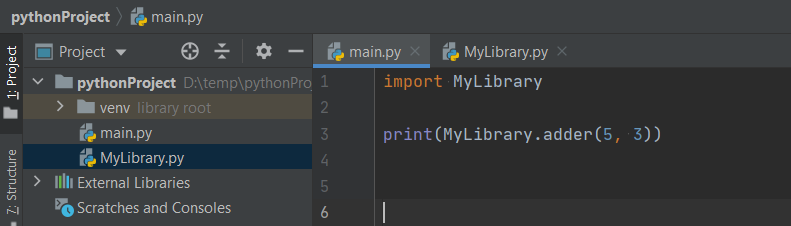 pythonProject main.py
1: Project
Z: Structure
Project
pythonProject D:\temp\pythonPro
venv library root
main.py
MyLibrary.py
External Libraries
Scratches and Consoles
main.py MyLibrary.py
1 import MyLibrary
2
3 print(MyLibrary.adder(5, 3))
4
5
6